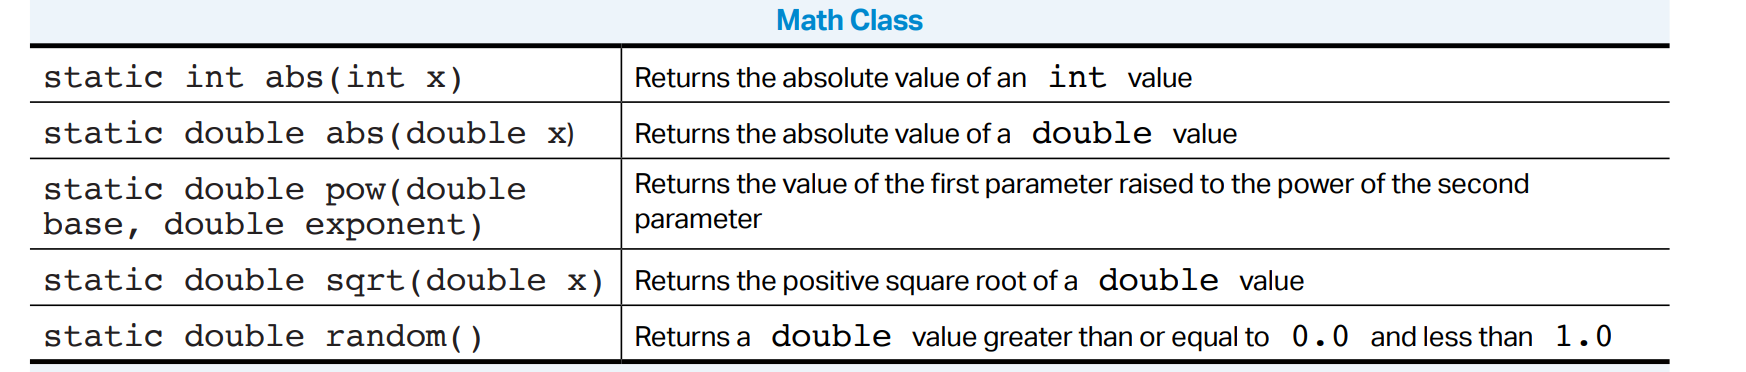 Math Class
static int abs(int x)
Returns the absolute value of an int value
static double abs(double x)
Returns the absolute value of a double value
static double pow(double
base, double exponent)
Returns the value of the first parameter raised to the power of the second
parameter
static double sqrt(double x)
Returns the positive square root of a double value
static double random()
Returns a double value greater than or equal to 0.0 and less than 1.0